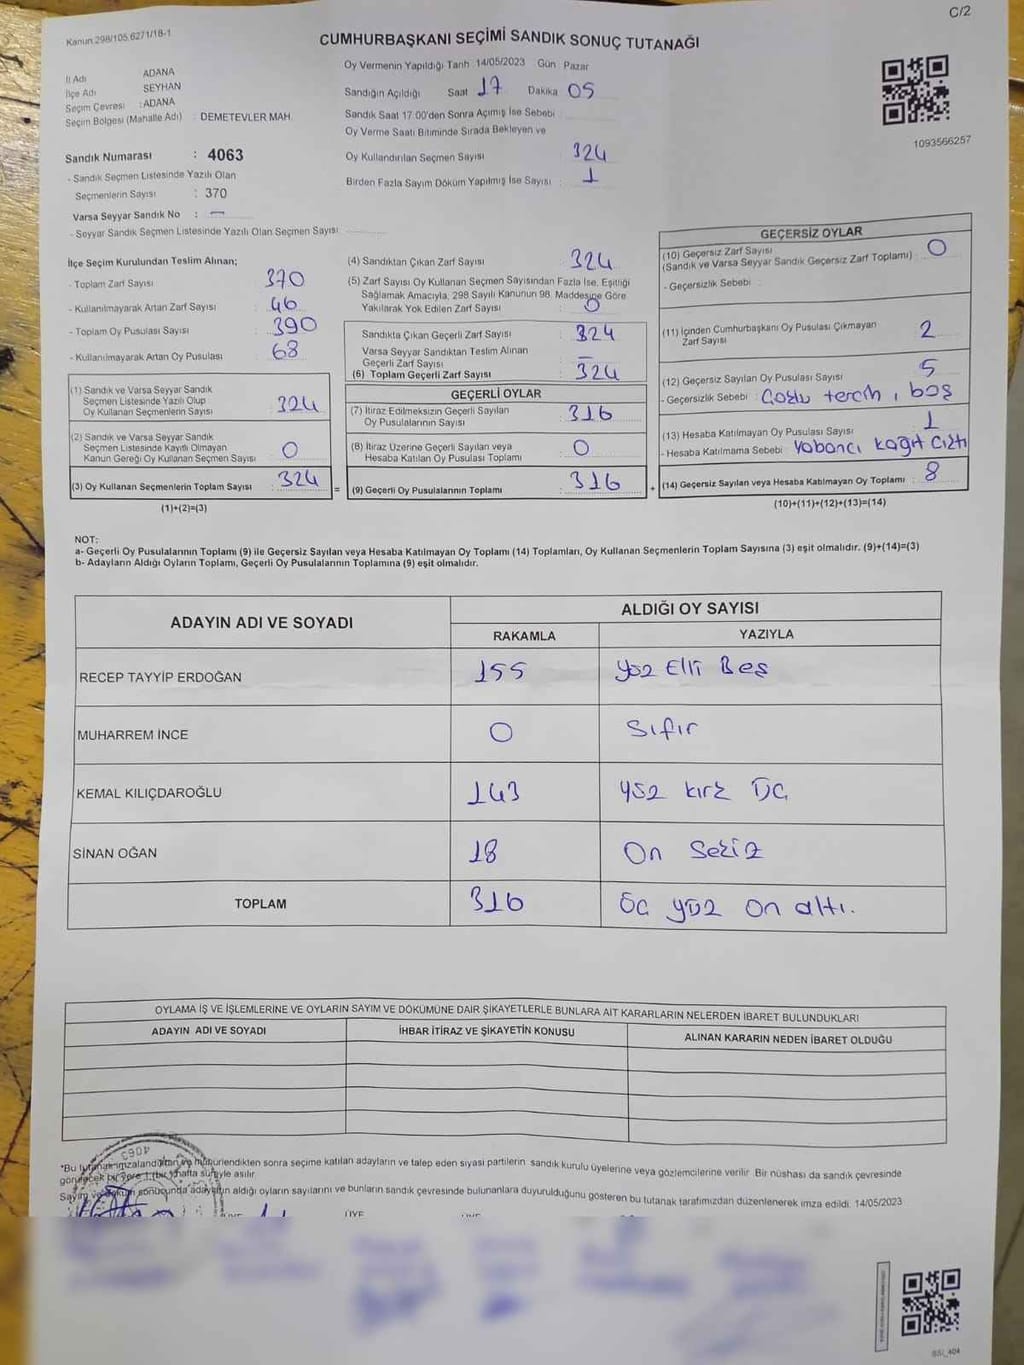 C/2
Kanun 298/105.6271/18-1
CUMHURBAŞKANI SEÇİMİ SANDIK SONUÇ TUTANAĞI
İl Adı ADANA
İlçe Adı SEYHAN
Seçim Çevresi : ADANA
Seçim Bölgesi (Mahalle Adı) DEMETEVLER MAH.
Sandık Numarası : 4063
- Sandık Seçmen Listesinde Yazılı Olan
Seçmenlerin Sayısı : 370
Varsa Seyyar Sandık No : —
- Seyyar Sandık Seçmen Listesinde Yazılı Olan Seçmen Sayısı
Oy Vermenin Yapıldığı Tarih 14/05/2023 Gün Pazar
Sandığın Açıldığı Saat 17 Dakika 05
Sandık Saat 17.00'den Sonra Açılmış İse Sebebi
Oy Verme Saati Bitiminde Sırada Bekleyen ve
Oy Kullandırılan Seçmen Sayısı 324
Birden Fazla Sayım Döküm Yapılmış İse Sayısı : 1
1093566257
İlçe Seçim Kurulundan Teslim Alınan;
- Toplam Zarf Sayısı : 370
- Kullanılmayarak Artan Zarf Sayısı : 46
- Toplam Oy Pusulası Sayısı : 390
- Kullanılmayarak Artan Oy Pusulası : 68
(1) Sandık ve Varsa Seyyar Sandık
Seçmen Listesinde Yazılı Olup
Oy Kullanan Seçmenlerin Sayısı : 324
(2) Sandık ve Varsa Seyyar Sandık
Seçmen Listesinde Kayıtlı Olmayan
Kanun Gereği Oy Kullanan Seçmen Sayısı : 0
(3) Oy Kullanan Seçmenlerin Toplam Sayısı : 324 =
(1)+(2)=(3)
(4) Sandıktan Çıkan Zarf Sayısı : 324
(5) Zarf Sayısı Oy Kullanan Seçmen Sayısından Fazla İse, Eşitliği
Sağlamak Amacıyla, 298 Sayılı Kanunun 98. Maddesine Göre
Yakılarak Yok Edilen Zarf Sayısı : 0
Sandıkta Çıkan Geçerli Zarf Sayısı : 324
Varsa Seyyar Sandıktan Teslim Alınan
Geçerli Zarf Sayısı : —
(6) Toplam Geçerli Zarf Sayısı : 324
GEÇERLİ OYLAR
(7) İtiraz Edilmeksizin Geçerli Sayılan
Oy Pusulalarının Sayısı : 316
(8) İtiraz Üzerine Geçerli Sayılan veya
Hesaba Katılan Oy Pusulası Toplamı : 0
(9) Geçerli Oy Pusulalarının Toplamı : 316 +
GEÇERSİZ OYLAR
(10) Geçersiz Zarf Sayısı
(Sandık ve Varsa Seyyar Sandık Geçersiz Zarf Toplamı) : 0
- Geçersizlik Sebebi
(11) İçinden Cumhurbaşkanı Oy Pusulası Çıkmayan
Zarf Sayısı : 2
(12) Geçersiz Sayılan Oy Pusulası Sayısı : 5
- Geçersizlik Sebebi : Çoklu tercih, boş
(13) Hesaba Katılmayan Oy Pusulası Sayısı : 1
- Hesaba Katılmama Sebebi : Yabancı kağıt çıktı
(14) Geçersiz Sayılan veya Hesaba Katılmayan Oy Toplamı : 8
(10)+(11)+(12)+(13)=(14)
NOT:
a- Geçerli Oy Pusulalarının Toplamı (9) ile Geçersiz Sayılan veya Hesaba Katılmayan Oy Toplamı (14) Toplamları, Oy Kullanan Seçmenlerin Toplam Sayısına (3) eşit olmalıdır. (9)+(14)=(3)
b- Adayların Aldığı Oyların Toplamı, Geçerli Oy Pusulalarının Toplamına (9) eşit olmalıdır.
ADAYIN ADI VE SOYADI ALDIĞI OY SAYISI
RAKAMLA YAZIYLA
RECEP TAYYİP ERDOĞAN 155 Yüz Elli Beş
MUHARREM İNCE 0 Sıfır
KEMAL KILIÇDAROĞLU 143 Yüz kırk Üç
SİNAN OĞAN 18 On Sekiz
TOPLAM 316 Üç yüz on altı.
OYLAMA İŞ VE İŞLEMLERİNE VE OYLARIN SAYIM VE DÖKÜMÜNE DAİR ŞİKAYETLERLE BUNLARA AİT KARARLARIN NELERDEN İBARET BULUNDUKLARI
ADAYIN ADI VE SOYADI İHBAR İTİRAZ VE ŞİKAYETİN KONUSU ALINAN KARARIN NEDEN İBARET OLDUĞU
4063
*Bu tutanak imzalandıktan ve mühürlendikten sonra seçime katılan adayların ve talep eden siyasi partilerin sandık kurulu üyelerine veya gözlemcilerine verilir. Bir nüshası da sandık çevresinde
görülecek bir yere 1 (bir) hafta süreyle asılır.
Sayım ve döküm sonucunda adayların aldığı oyların sayılarını ve bunların sandık çevresinde bulunanlara duyurulduğunu gösteren bu tutanak tarafımızdan düzenlenerek imza edildi. 14/05/2023
ÜYE